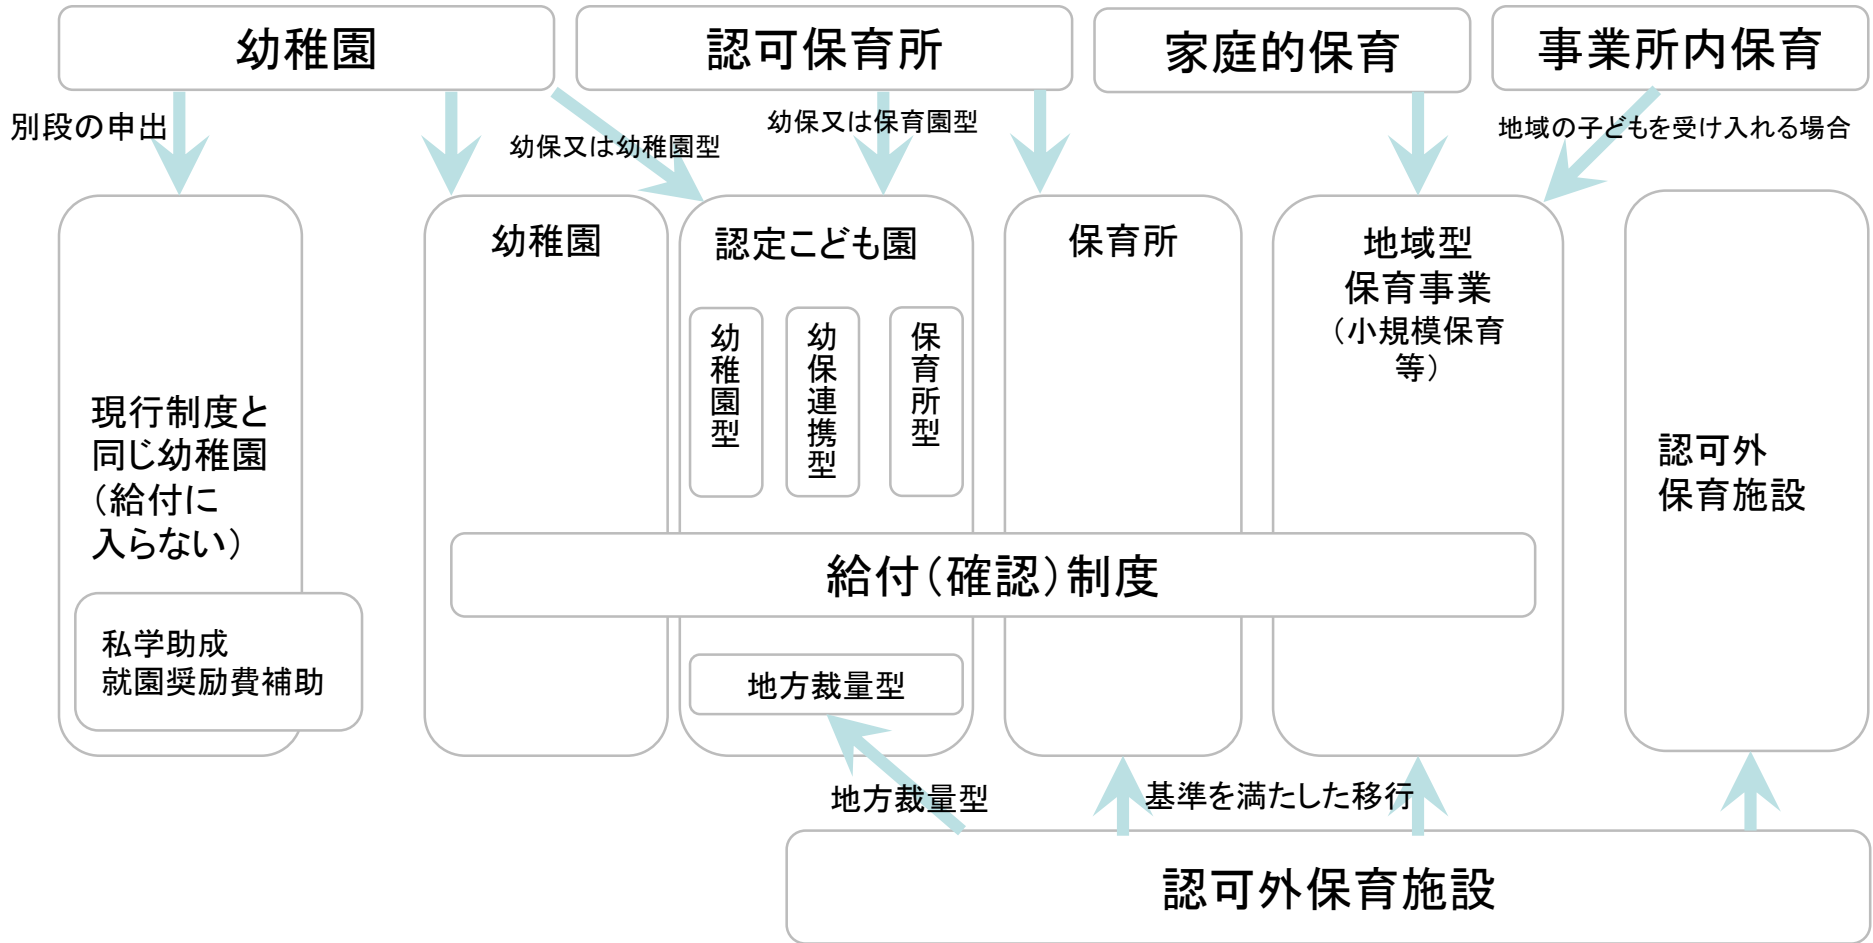 幼稚園
認可保育所
家庭的保育
事業所内保育
別段の申出
幼保又は幼稚園型
幼保又は保育園型
地域の子どもを受け入れる場合
現行制度と
同じ幼稚園
（給付に
入らない）
私学助成
就園奨励費補助
幼稚園
認定こども園
幼稚園型
幼保連携型
保育所型
保育所
地域型
保育事業
（小規模保育
等）
認可外
保育施設
給付（確認）制度
地方裁量型
地方裁量型
基準を満たした移行
認可外保育施設